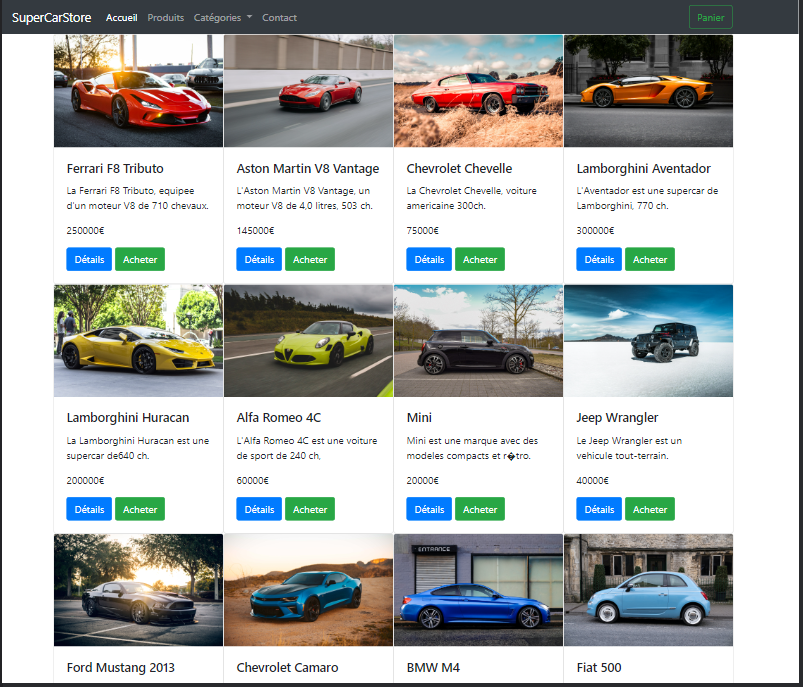 SuperCarStore Accueil Produits Catégories Contact Panier
Ferrari F8 Tributo
La Ferrari F8 Tributo, equipee
d'un moteur V8 de 710 chevaux.
250000€
Détails Acheter
Aston Martin V8 Vantage
L'Aston Martin V8 Vantage, un
moteur V8 de 4,0 litres, 503 ch.
145000€
Détails Acheter
Chevrolet Chevelle
La Chevrolet Chevelle, voiture
americaine 300ch.
75000€
Détails Acheter
Lamborghini Aventador
L'Aventador est une supercar de
Lamborghini, 770 ch.
300000€
Détails Acheter
Lamborghini Huracan
La Lamborghini Huracan est une
supercar de640 ch.
200000€
Détails Acheter
Alfa Romeo 4C
L'Alfa Romeo 4C est une voiture
de sport de 240 ch,
60000€
Détails Acheter
Mini
Mini est une marque avec des
modeles compacts et r�tro.
20000€
Détails Acheter
Jeep Wrangler
Le Jeep Wrangler est un
vehicule tout-terrain.
40000€
Détails Acheter
Ford Mustang 2013
Chevrolet Camaro
ENTRANCE
BMW M4
Fiat 500